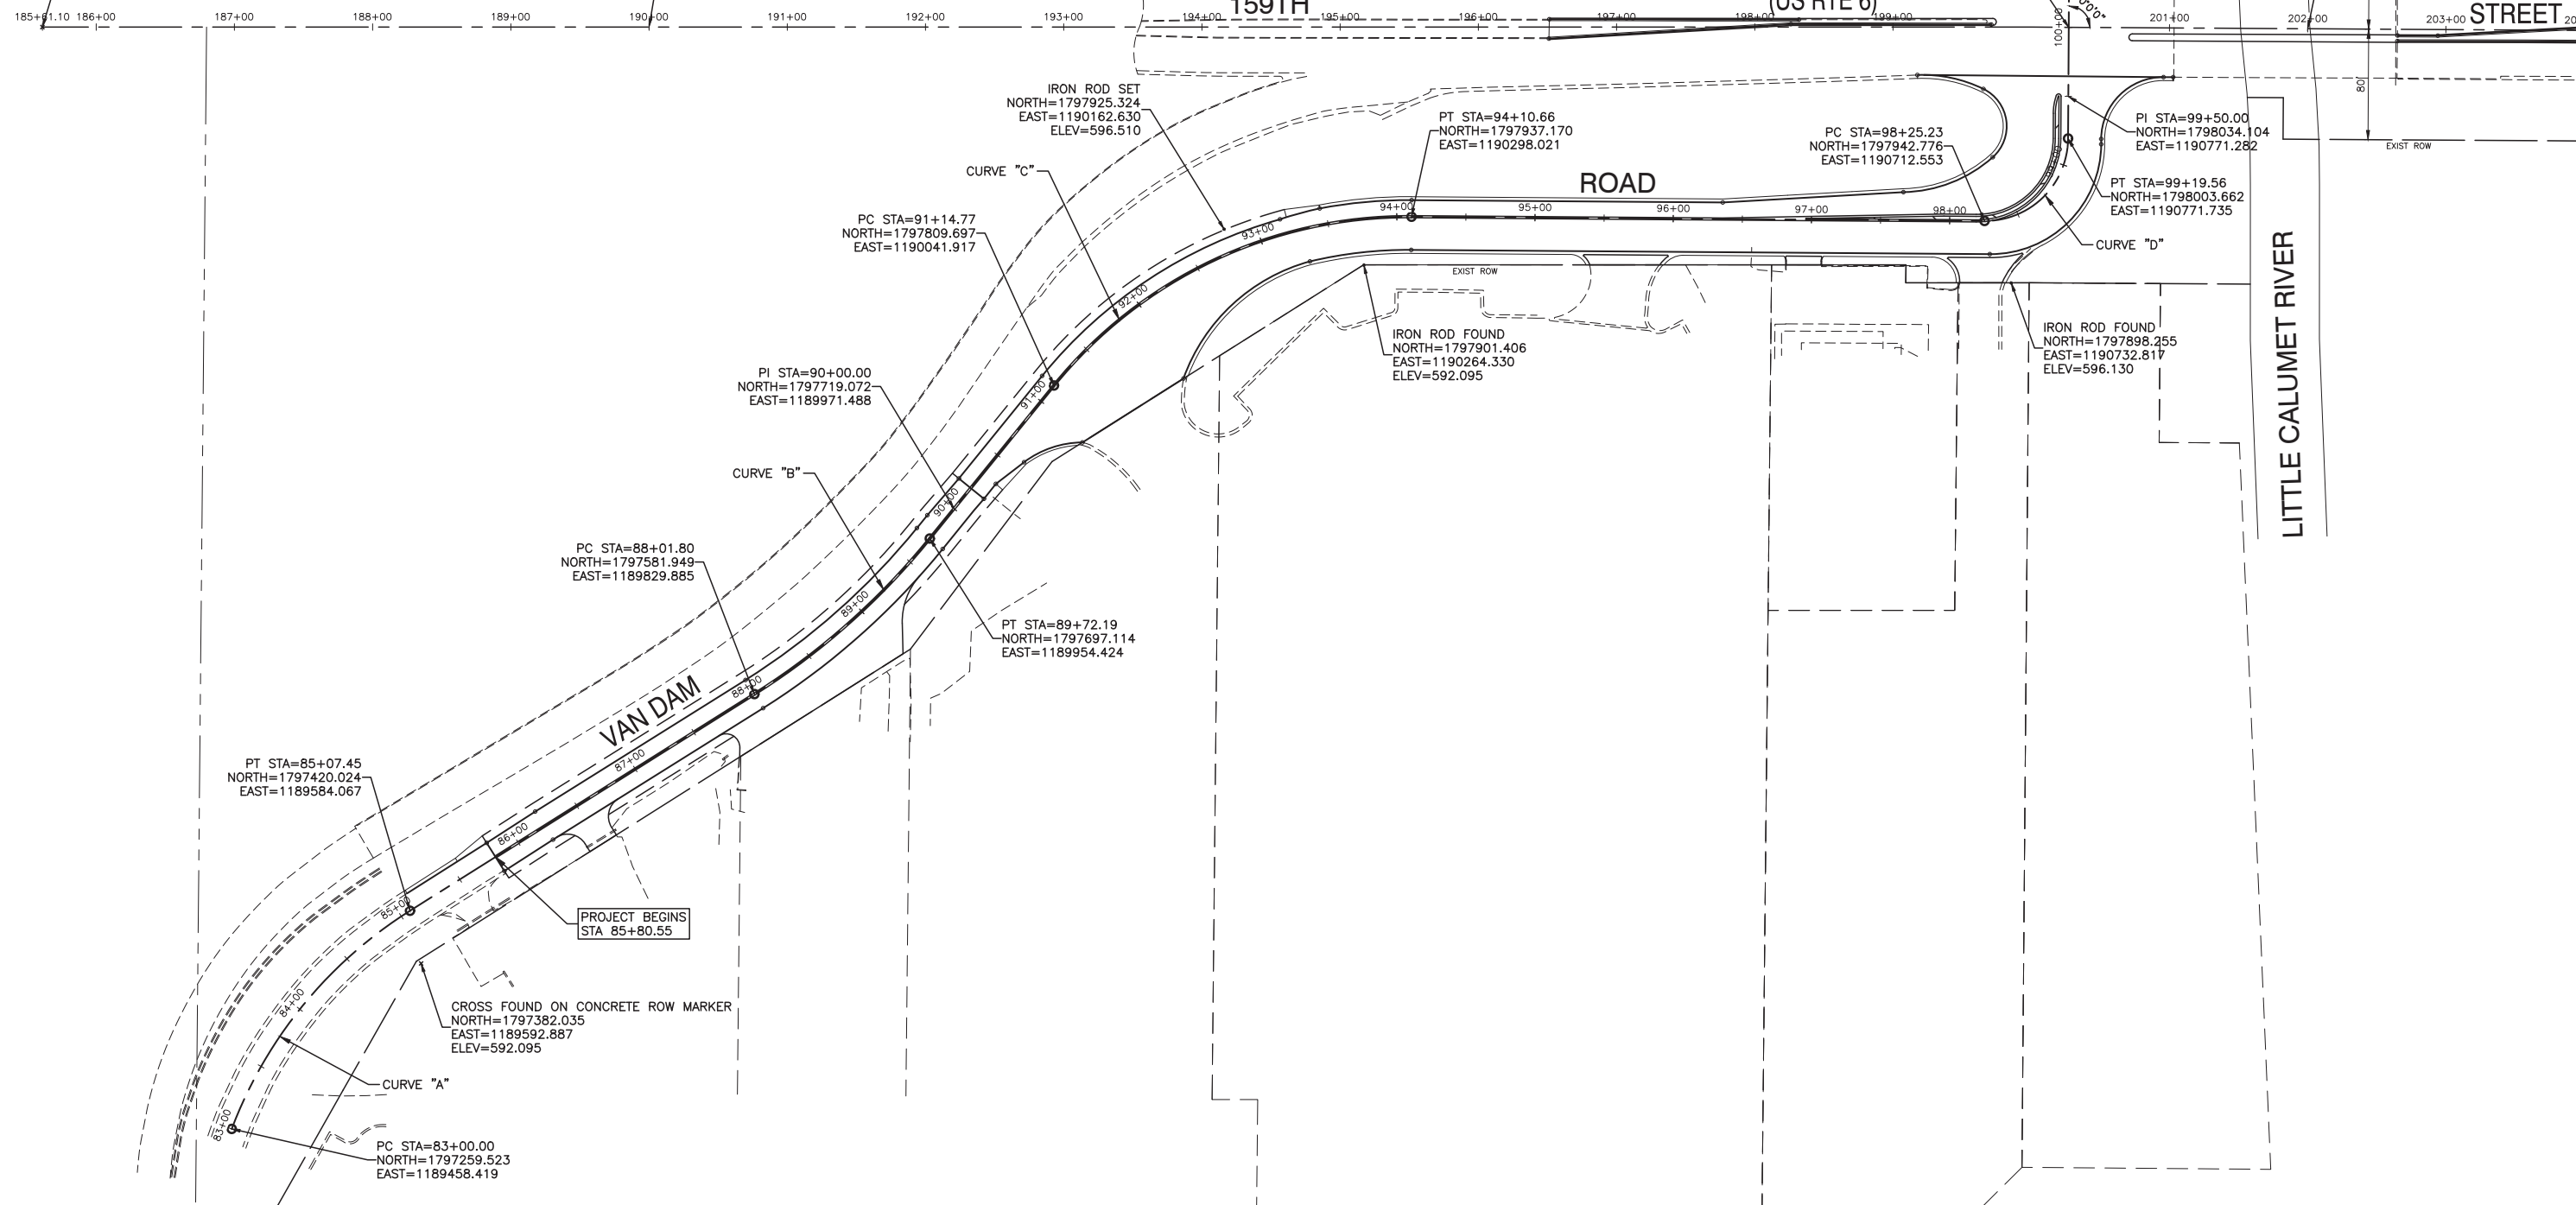 185+61.10 186+00 187+00 188+00 189+00 190+00 191+00 192+00 193+00 194+00 195+00 196+00 197+00 198+00 199+00 201+00 202+00 203+00
159TH
(US RTE 6)
STREET
100+00
80'
IRON ROD SET
NORTH=1797925.324
EAST=1190162.630
ELEV=596.510
PT STA=94+10.66
NORTH=1797937.170
EAST=1190298.021
PC STA=98+25.23
NORTH=1797942.776
EAST=1190712.553
PI STA=99+50.00
NORTH=1798034.104
EAST=1190771.282
EXIST ROW
CURVE "C"
ROAD
PT STA=99+19.56
NORTH=1798003.662
EAST=1190771.735
PC STA=91+14.77
NORTH=1797809.697
EAST=1190041.917
93+00
94+00 95+00 96+00 97+00 98+00
CURVE "D"
LITTLE CALUMET RIVER
EXIST ROW
92+00
IRON ROD FOUND
NORTH=1797901.406
EAST=1190264.330
ELEV=592.095
IRON ROD FOUND
NORTH=1797898.255
EAST=1190732.817
ELEV=596.130
PI STA=90+00.00
NORTH=1797719.072
EAST=1189971.488
91+00
CURVE "B"
90+00
PC STA=88+01.80
NORTH=1797581.949
EAST=1189829.885
89+00
PT STA=89+72.19
NORTH=1797697.114
EAST=1189954.424
88+00
VAN DAM
87+00
PT STA=85+07.45
NORTH=1797420.024
EAST=1189584.067
86+00
85+00
PROJECT BEGINS
STA 85+80.55
84+00
CROSS FOUND ON CONCRETE ROW MARKER
NORTH=1797382.035
EAST=1189592.887
ELEV=592.095
CURVE "A"
83+00
PC STA=83+00.00
NORTH=1797259.523
EAST=1189458.419